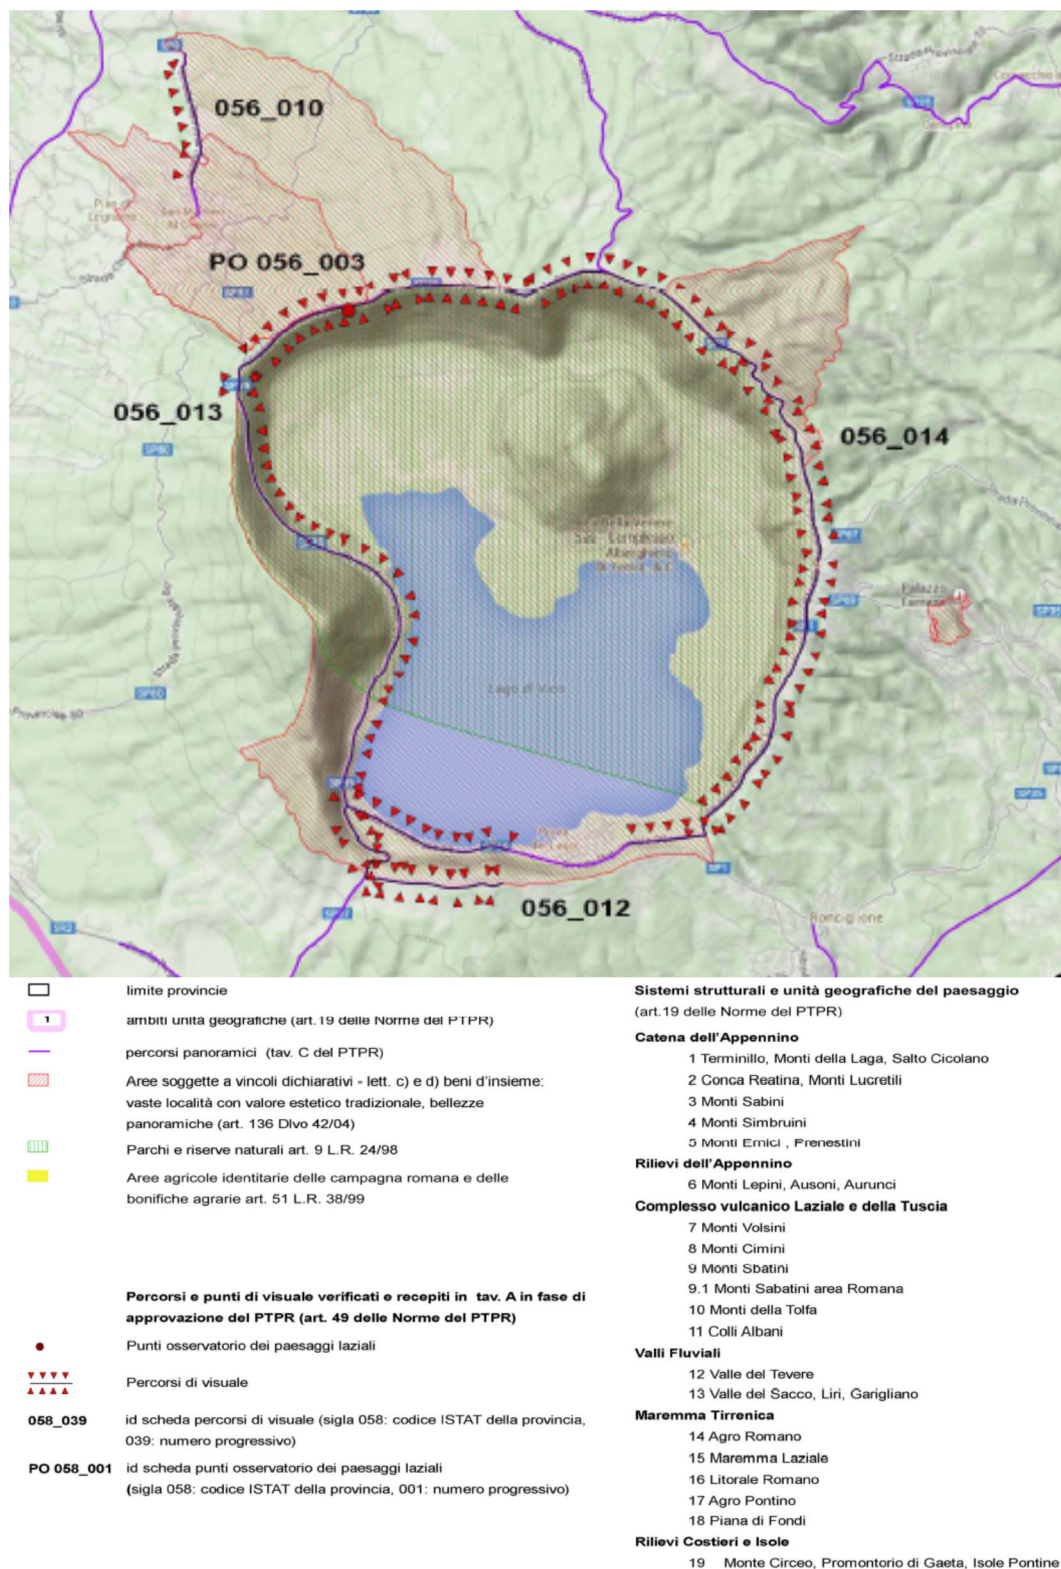 056_010
PO 056_003
056_013
056_014
SP80
Strada Provinciale 80
SP69
Palazzo
Farnese
Lago di Vico
056_012
Ronciglione
SR2
limite provincie
1 ambiti unità geografiche (art.19 delle Norme del PTPR)
percorsi panoramici (tav. C del PTPR)
Aree soggette a vincoli dichiarativi - lett. c) e d) beni d'insieme:
vaste località con valore estetico tradizionale, bellezze
panoramiche (art. 136 Dlvo 42/04)
Parchi e riserve naturali art. 9 L.R. 24/98
Aree agricole identitarie delle campagna romana e delle
bonifiche agrarie art. 51 L.R. 38/99
Percorsi e punti di visuale verificati e recepiti in tav. A in fase di
approvazione del PTPR (art. 49 delle Norme del PTPR)
Punti osservatorio dei paesaggi laziali
Percorsi di visuale
058_039 id scheda percorsi di visuale (sigla 058: codice ISTAT della provincia,
039: numero progressivo)
PO 058_001 id scheda punti osservatorio dei paesaggi laziali
(sigla 058: codice ISTAT della provincia, 001: numero progressivo)
Sistemi strutturali e unità geografiche del paesaggio
(art.19 delle Norme del PTPR)
Catena dell'Appennino
1 Terminillo, Monti della Laga, Salto Cicolano
2 Conca Reatina, Monti Lucretili
3 Monti Sabini
4 Monti Simbruini
5 Monti Ernici , Prenestini
Rilievi dell'Appennino
6 Monti Lepini, Ausoni, Aurunci
Complesso vulcanico Laziale e della Tuscia
7 Monti Volsini
8 Monti Cimini
9 Monti Sbatini
9.1 Monti Sabatini area Romana
10 Monti della Tolfa
11 Colli Albani
Valli Fluviali
12 Valle del Tevere
13 Valle del Sacco, Liri, Garigliano
Maremma Tirrenica
14 Agro Romano
15 Maremma Laziale
16 Litorale Romano
17 Agro Pontino
18 Piana di Fondi
Rilievi Costieri e Isole
19 Monte Circeo, Promontorio di Gaeta, Isole Pontine